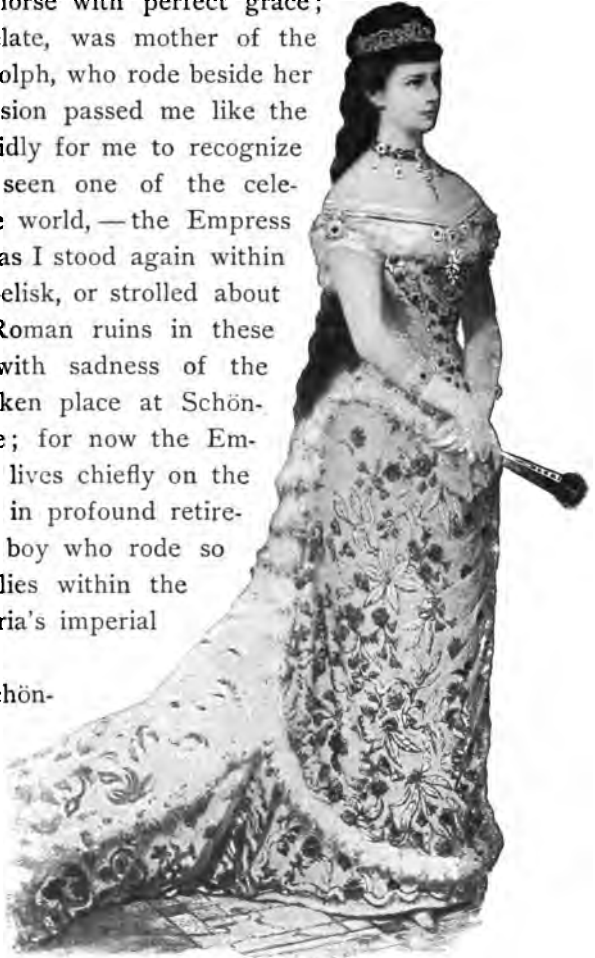 horse with perfect grace;
late, was mother of the
olph, who rode beside her
sion passed me like the
idly for me to recognize
seen one of the cele-
e world, — the Empress
as I stood again within
elisk, or strolled about
Roman ruins in these
with sadness of the
ken place at Schön-
e; for now the Em-
lives chiefly on the
in profound retire-
boy who rode so
lies within the
ria's imperial
chön-